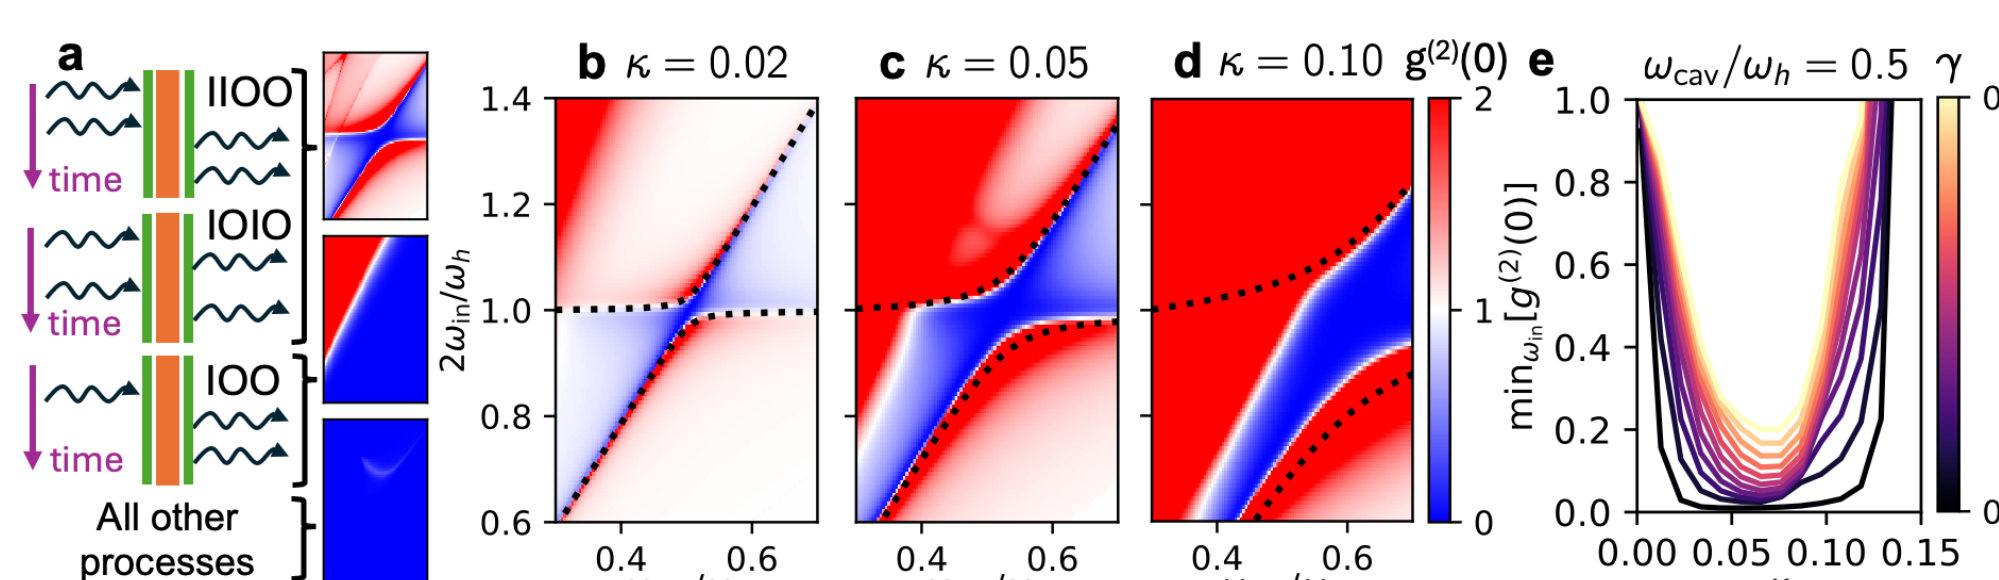 a
IIOO
time
IOIO
time
IOO
time
All other
processes
b κ = 0.02
c κ = 0.05
d κ = 0.10
g(2)(0)
2ωin/ωh
1.4
1.2
1.0
0.8
0.6
0.4 0.6
0.4 0.6
0.4 0.6
2
1
0
e
ωcav/ωh = 0.5
γ
minωin[g(2)(0)]
1.0
0.8
0.6
0.4
0.2
0.0
0.00 0.05 0.10 0.15
0
0